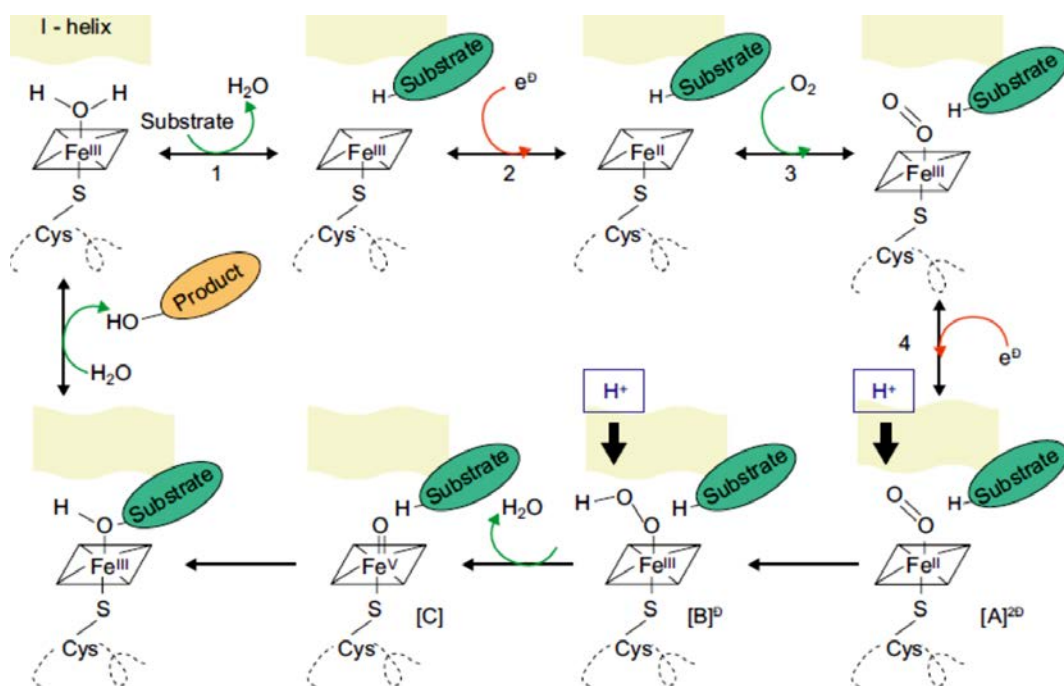 I - helix
H H
O
Fe^III
S
Cys
Substrate
H₂O
1
Substrate
H
Fe^III
S
Cys
e^Đ
2
Substrate
H
Fe^II
S
Cys
O₂
3
O
O
Substrate
H
Fe^III
S
Cys
Product
HO
H₂O
4
e^Đ
H⁺
H⁺
H
O
Substrate
Fe^III
S
Cys
Substrate
H
O
Fe^V
S
Cys
[C]
H₂O
H O
O
H
Substrate
Fe^III
S
Cys
[B]^Đ
O
O
H
Substrate
Fe^II
S
Cys
[A]^2Đ